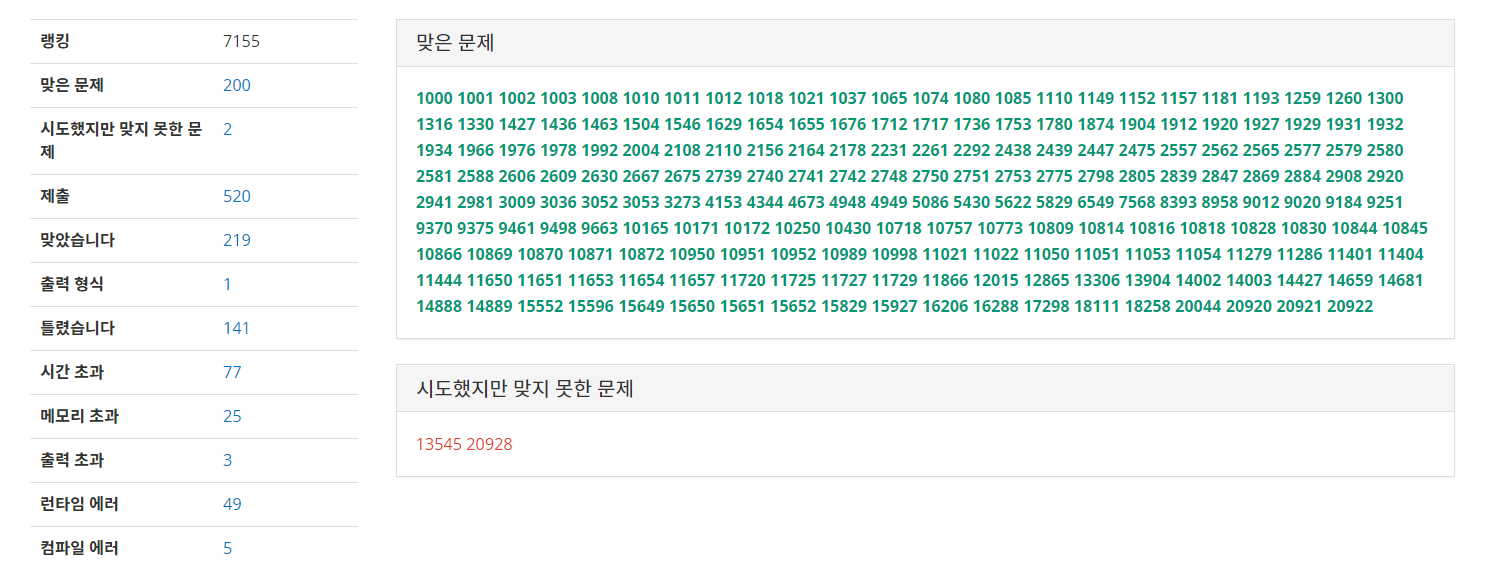 랭킹 7155
맞은 문제 200
시도했지만 맞지 못한 문
제 2
제출 520
맞았습니다 219
출력 형식 1
틀렸습니다 141
시간 초과 77
메모리 초과 25
출력 초과 3
런타임 에러 49
컴파일 에러 5
맞은 문제
1000 1001 1002 1003 1008 1010 1011 1012 1018 1021 1037 1065 1074 1080 1085 1110 1149 1152 1157 1181 1193 1259 1260 1300
1316 1330 1427 1436 1463 1504 1546 1629 1654 1655 1676 1712 1717 1736 1753 1780 1874 1904 1912 1920 1927 1929 1931 1932
1934 1966 1976 1978 1992 2004 2108 2110 2156 2164 2178 2231 2261 2292 2438 2439 2447 2475 2557 2562 2565 2577 2579 2580
2581 2588 2606 2609 2630 2667 2675 2739 2740 2741 2742 2748 2750 2751 2753 2775 2798 2805 2839 2847 2869 2884 2908 2920
2941 2981 3009 3036 3052 3053 3273 4153 4344 4673 4948 4949 5086 5430 5622 5829 6549 7568 8393 8958 9012 9020 9184 9251
9370 9375 9461 9498 9663 10165 10171 10172 10250 10430 10718 10757 10773 10809 10814 10816 10818 10828 10830 10844 10845
10866 10869 10870 10871 10872 10950 10951 10952 10989 10998 11021 11022 11050 11051 11053 11054 11279 11286 11401 11404
11444 11650 11651 11653 11654 11657 11720 11725 11727 11729 11866 12015 12865 13306 13904 14002 14003 14427 14659 14681
14888 14889 15552 15596 15649 15650 15651 15652 15829 15927 16206 16288 17298 18111 18258 20044 20920 20921 20922
시도했지만 맞지 못한 문제
13545 20928